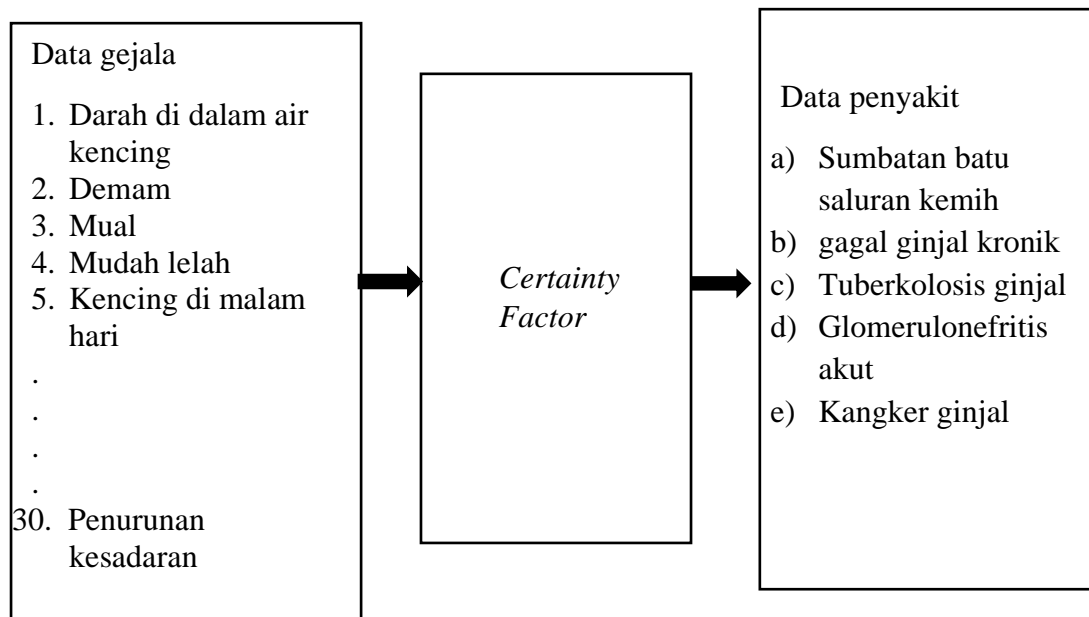 Data gejala
1. Darah di dalam air
kencing
2. Demam
3. Mual
4. Mudah lelah
5. Kencing di malam
hari
.
.
.
.
30. Penurunan
kesadaran
Certainty
Factor
Data penyakit
a) Sumbatan batu
saluran kemih
b) gagal ginjal kronik
c) Tuberkolosis ginjal
d) Glomerulonefritis
akut
e) Kangker ginjal